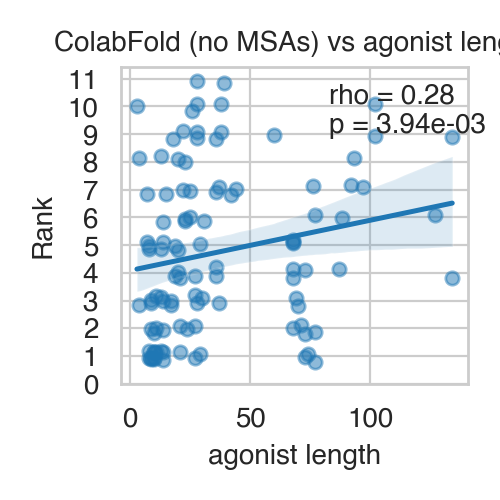 ColabFold (no MSAs) vs agonist leng
rho = 0.28
p = 3.94e-03
11
10
9
8
7
6
5
4
3
2
1
0
Rank
0 50 100
agonist length